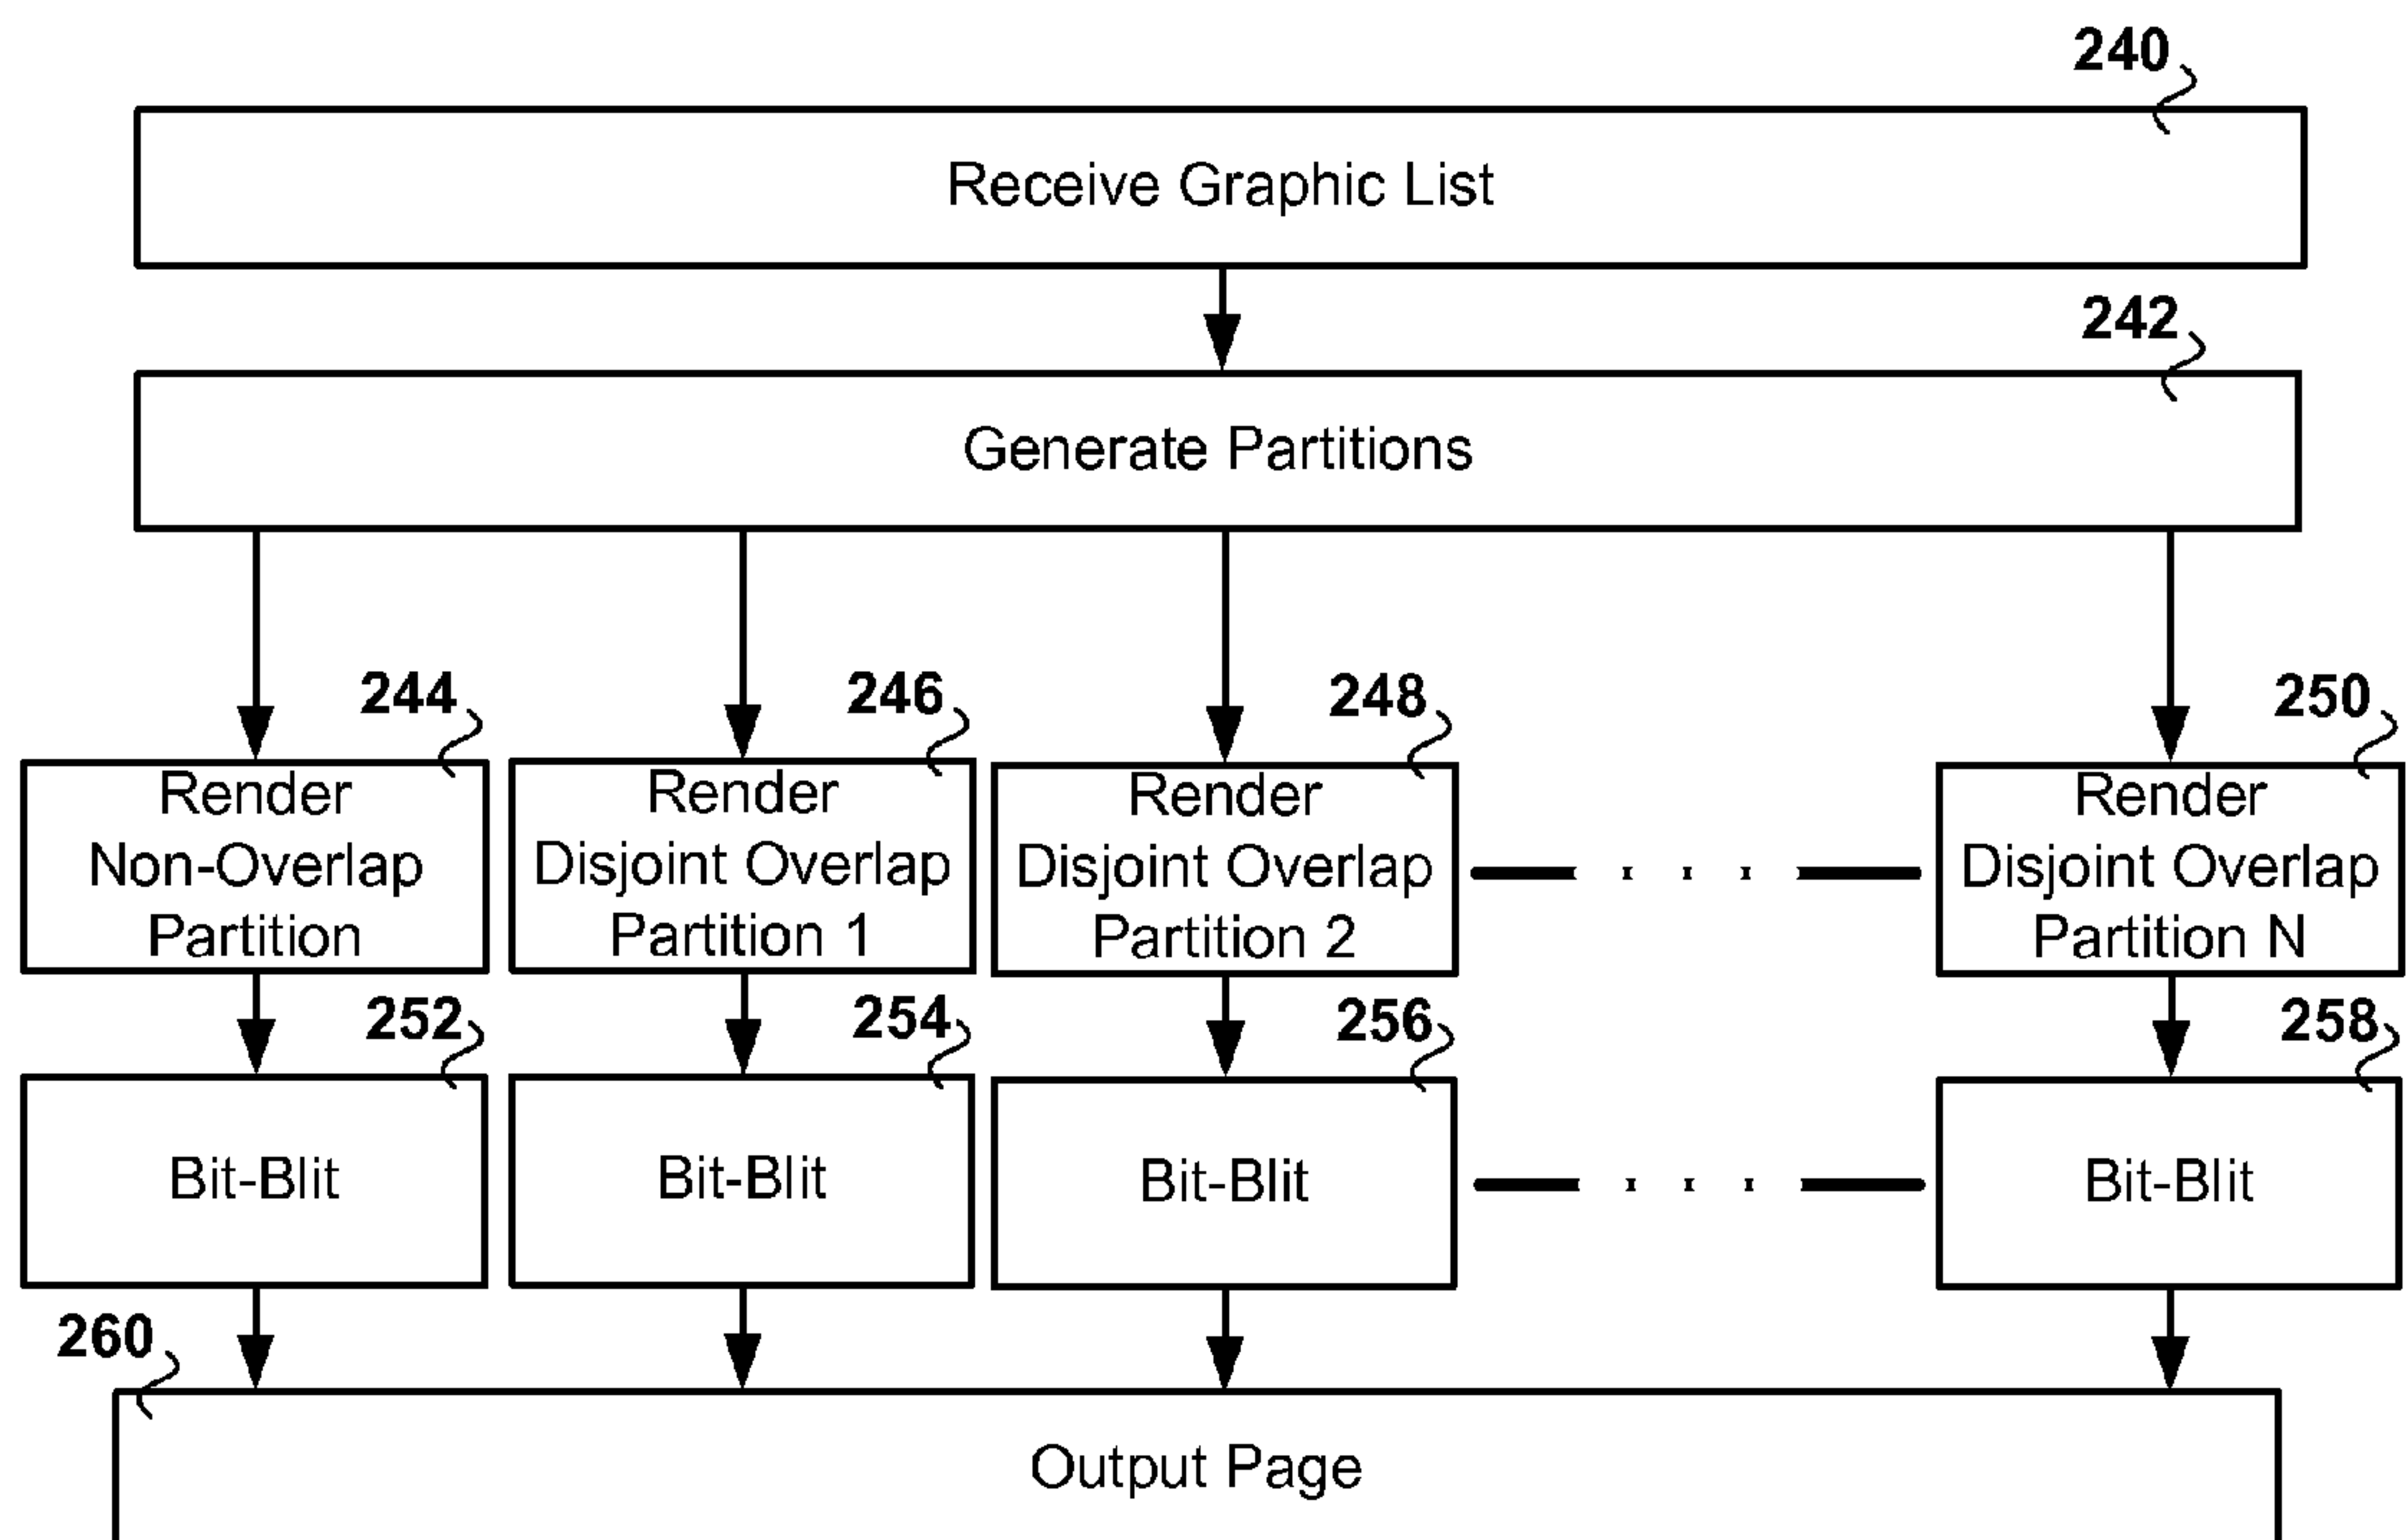 240
Receive Graphic List
242
Generate Partitions
244
246
248
250
Render
Non-Overlap
Partition
Render
Disjoint Overlap
Partition 1
Render
Disjoint Overlap
Partition 2
Render
Disjoint Overlap
Partition N
252
254
256
258
Bit-Blit
Bit-Blit
Bit-Blit
Bit-Blit
260
Output Page